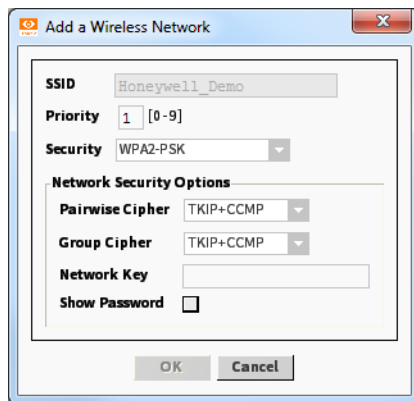 Add a Wireless Network
SSID Honeywell_Demo
Priority 1 [0-9]
Security WPA2-PSK
Network Security Options
Pairwise Cipher TKIP+CCMP
Group Cipher TKIP+CCMP
Network Key
Show Password
OK Cancel